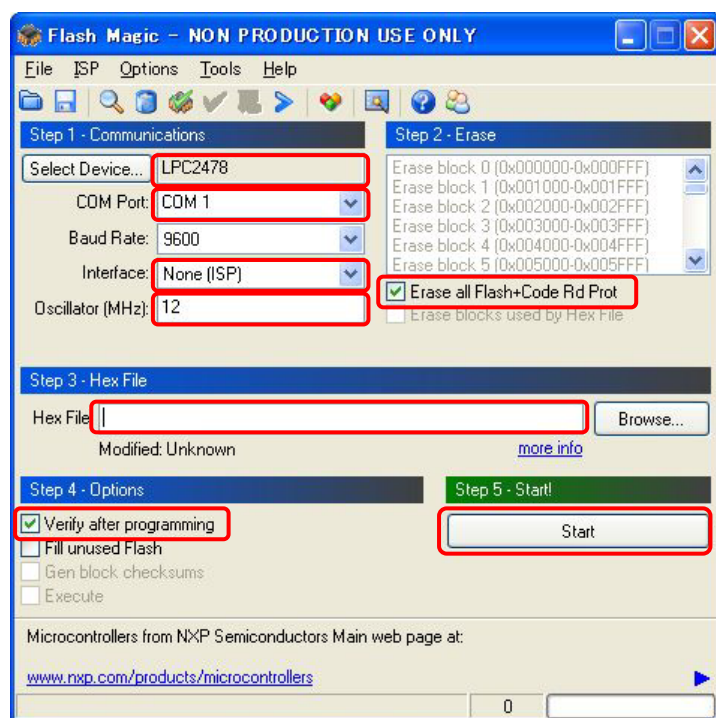 Flash Magic - NON PRODUCTION USE ONLY
File ISP Options Tools Help
Step 1 - Communications
Select Device... LPC2478
COM Port: COM 1
Baud Rate: 9600
Interface: None (ISP)
Oscillator (MHz): 12
Step 2 - Erase
Erase block 0 (0x000000-0x000FFF)
Erase block 1 (0x001000-0x001FFF)
Erase block 2 (0x002000-0x002FFF)
Erase block 3 (0x003000-0x003FFF)
Erase block 4 (0x004000-0x004FFF)
Erase block 5 (0x005000-0x005FFF)
Erase all Flash+Code Rd Prot
Erase blocks used by Hex File
Step 3 - Hex File
Hex File Browse...
Modified: Unknown more info
Step 4 - Options
Verify after programming
Fill unused Flash
Gen block checksums
Execute
Step 5 - Start!
Start
Microcontrollers from NXP Semiconductors Main web page at:
www.nxp.com/products/microcontrollers
0